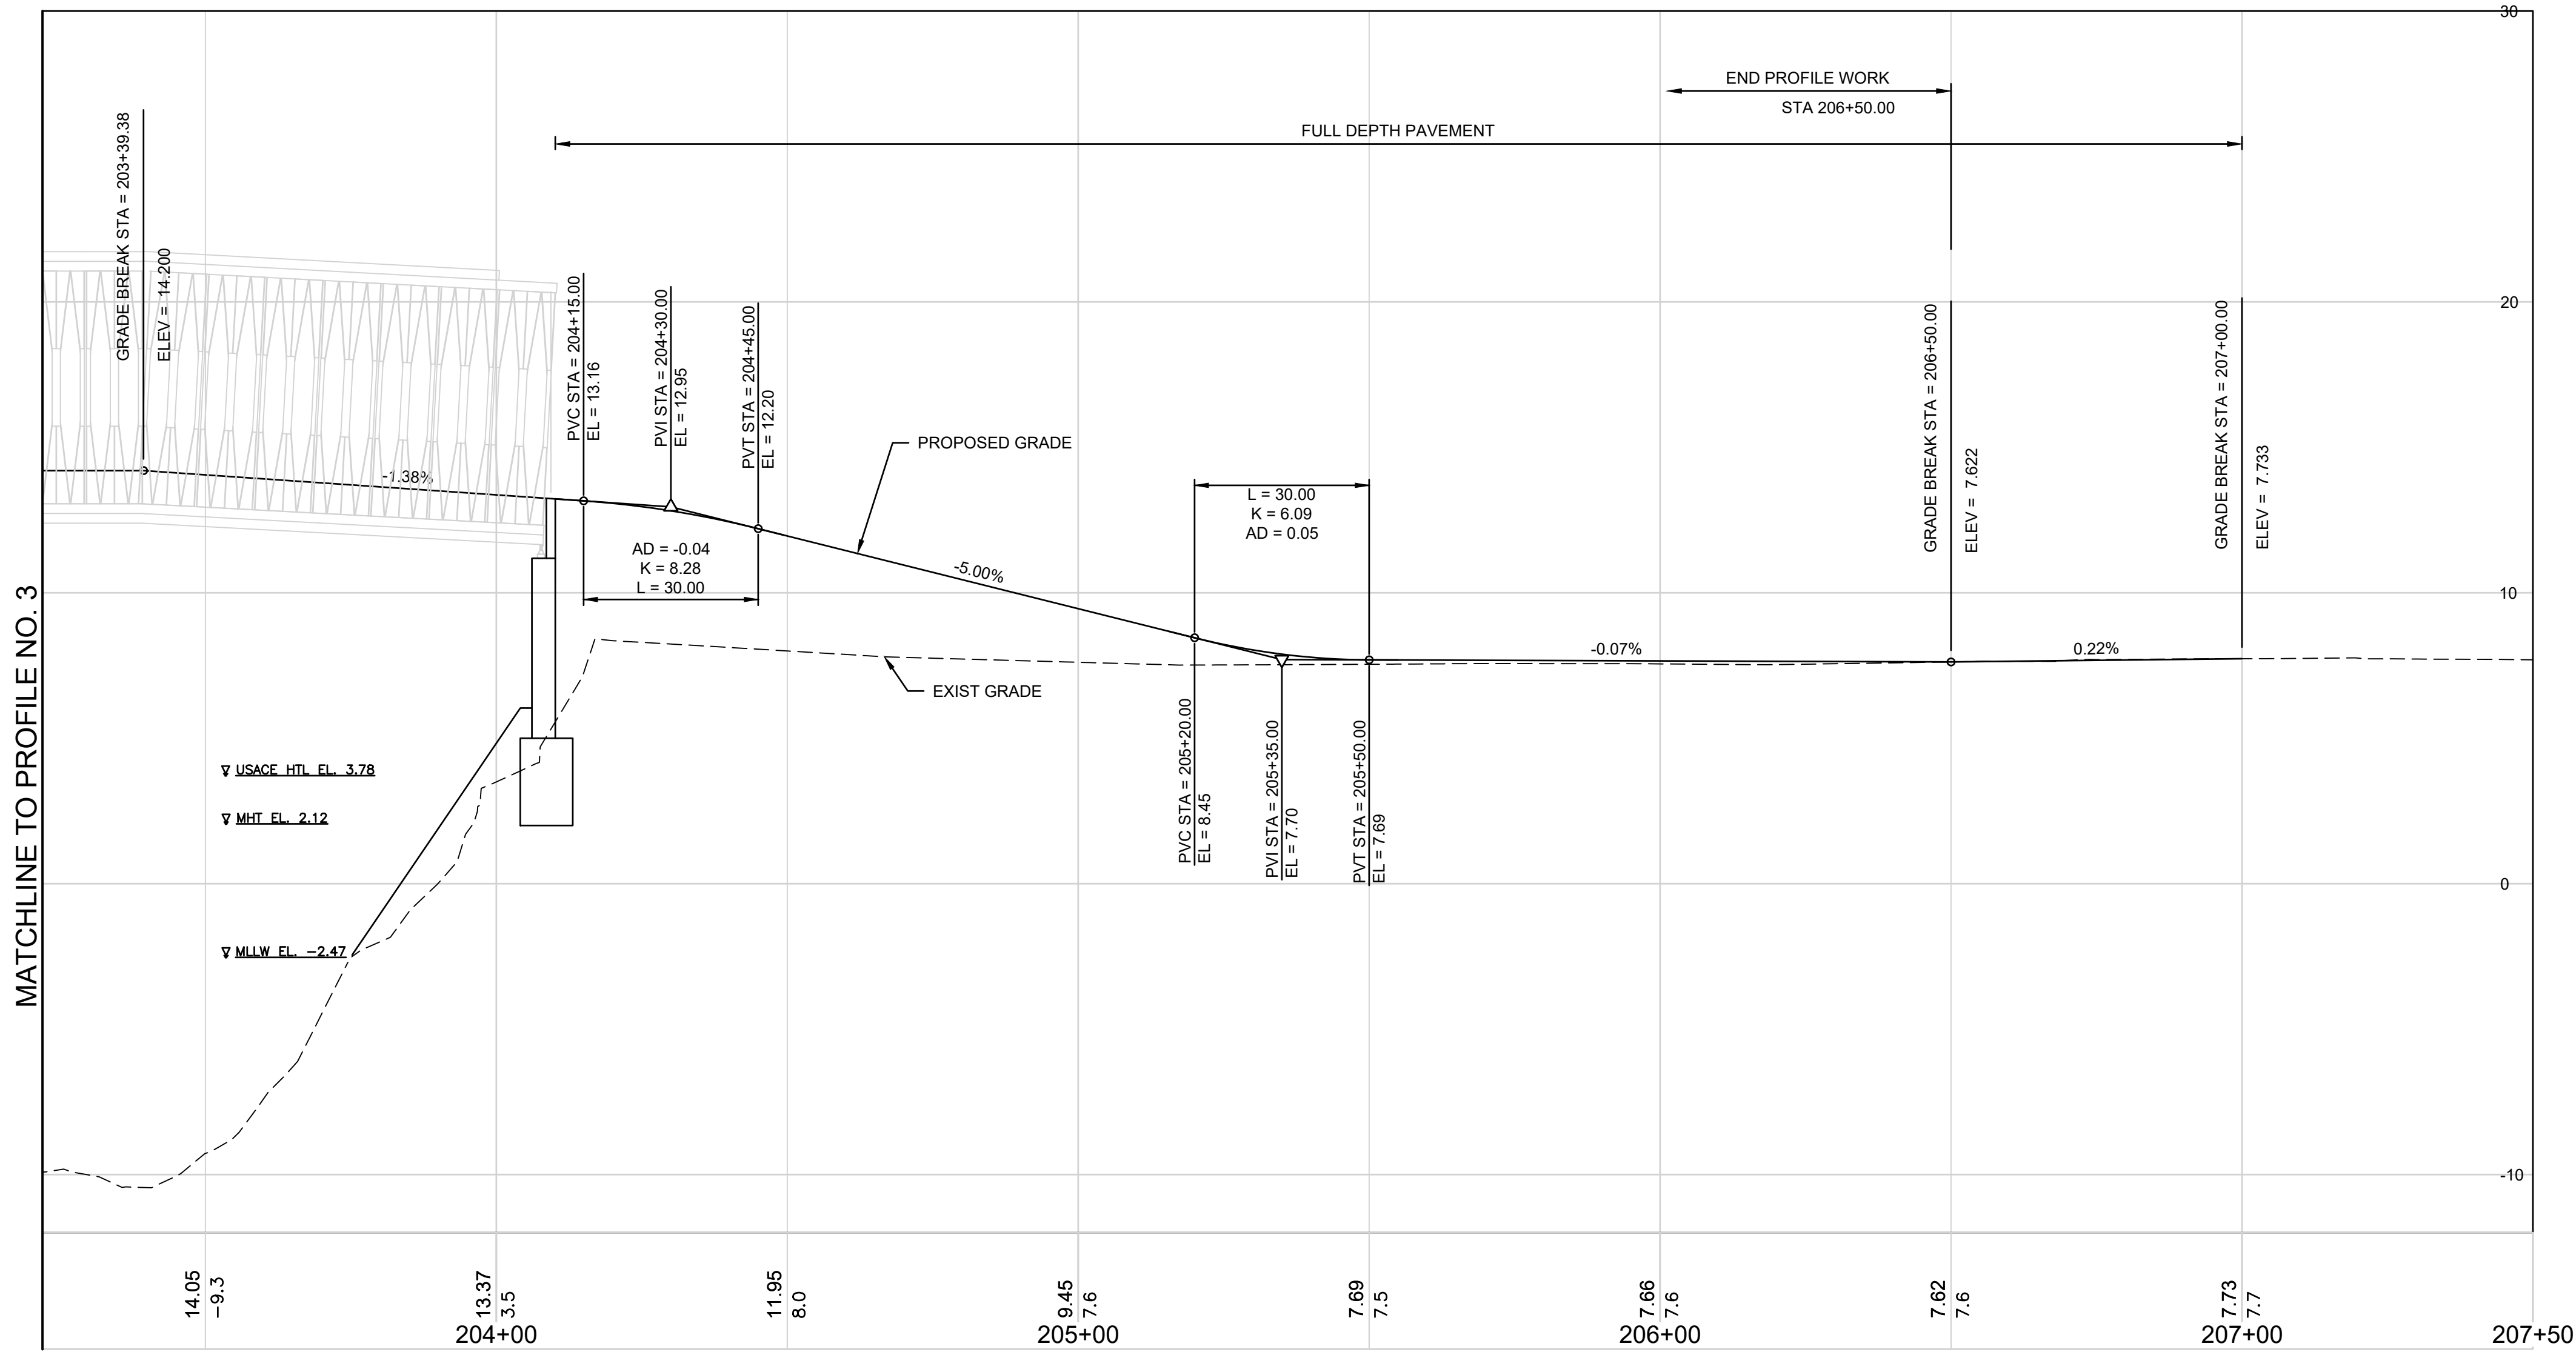 30
END PROFILE WORK
STA 206+50.00
FULL DEPTH PAVEMENT
GRADE BREAK STA = 203+39.38
ELEV = 14.200
20
PVC STA = 204+15.00
EL = 13.16
PVI STA = 204+30.00
EL = 12.95
PVT STA = 204+45.00
EL = 12.20
GRADE BREAK STA = 206+50.00
ELEV = 7.622
GRADE BREAK STA = 207+00.00
ELEV = 7.733
PROPOSED GRADE
-1.38%
L = 30.00
K = 6.09
AD = 0.05
AD = -0.04
K = 8.28
L = 30.00
-5.00%
10
-0.07%
0.22%
EXIST GRADE
MATCHLINE TO PROFILE NO. 3
PVC STA = 205+20.00
EL = 8.45
PVI STA = 205+35.00
EL = 7.70
PVT STA = 205+50.00
EL = 7.69
USACE HTL EL. 3.78
MHT EL. 2.12
0
MLLW EL. -2.47
-10
14.05
-9.3
13.37
3.5
11.95
8.0
9.45
7.6
7.69
7.5
7.66
7.6
7.62
7.6
7.73
7.7
204+00
205+00
206+00
207+00
207+50